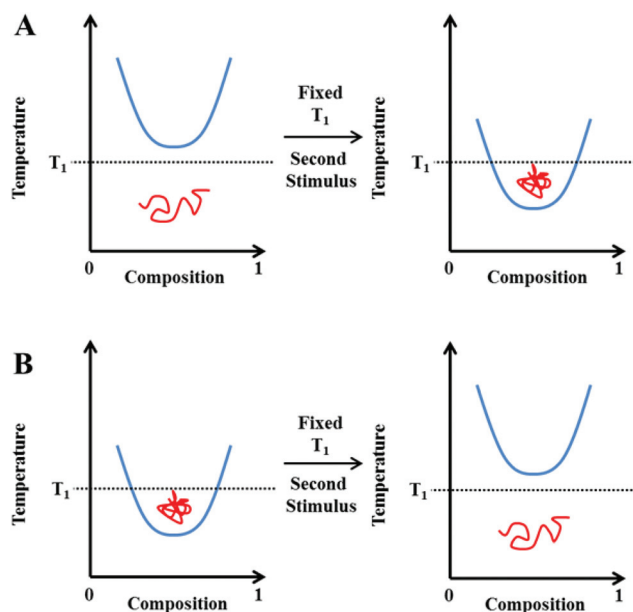 A
Temperature
T1
0
Composition
1
Fixed
T1
Second
Stimulus
Temperature
T1
0
Composition
1
B
Temperature
T1
0
Composition
1
Fixed
T1
Second
Stimulus
Temperature
T1
0
Composition
1